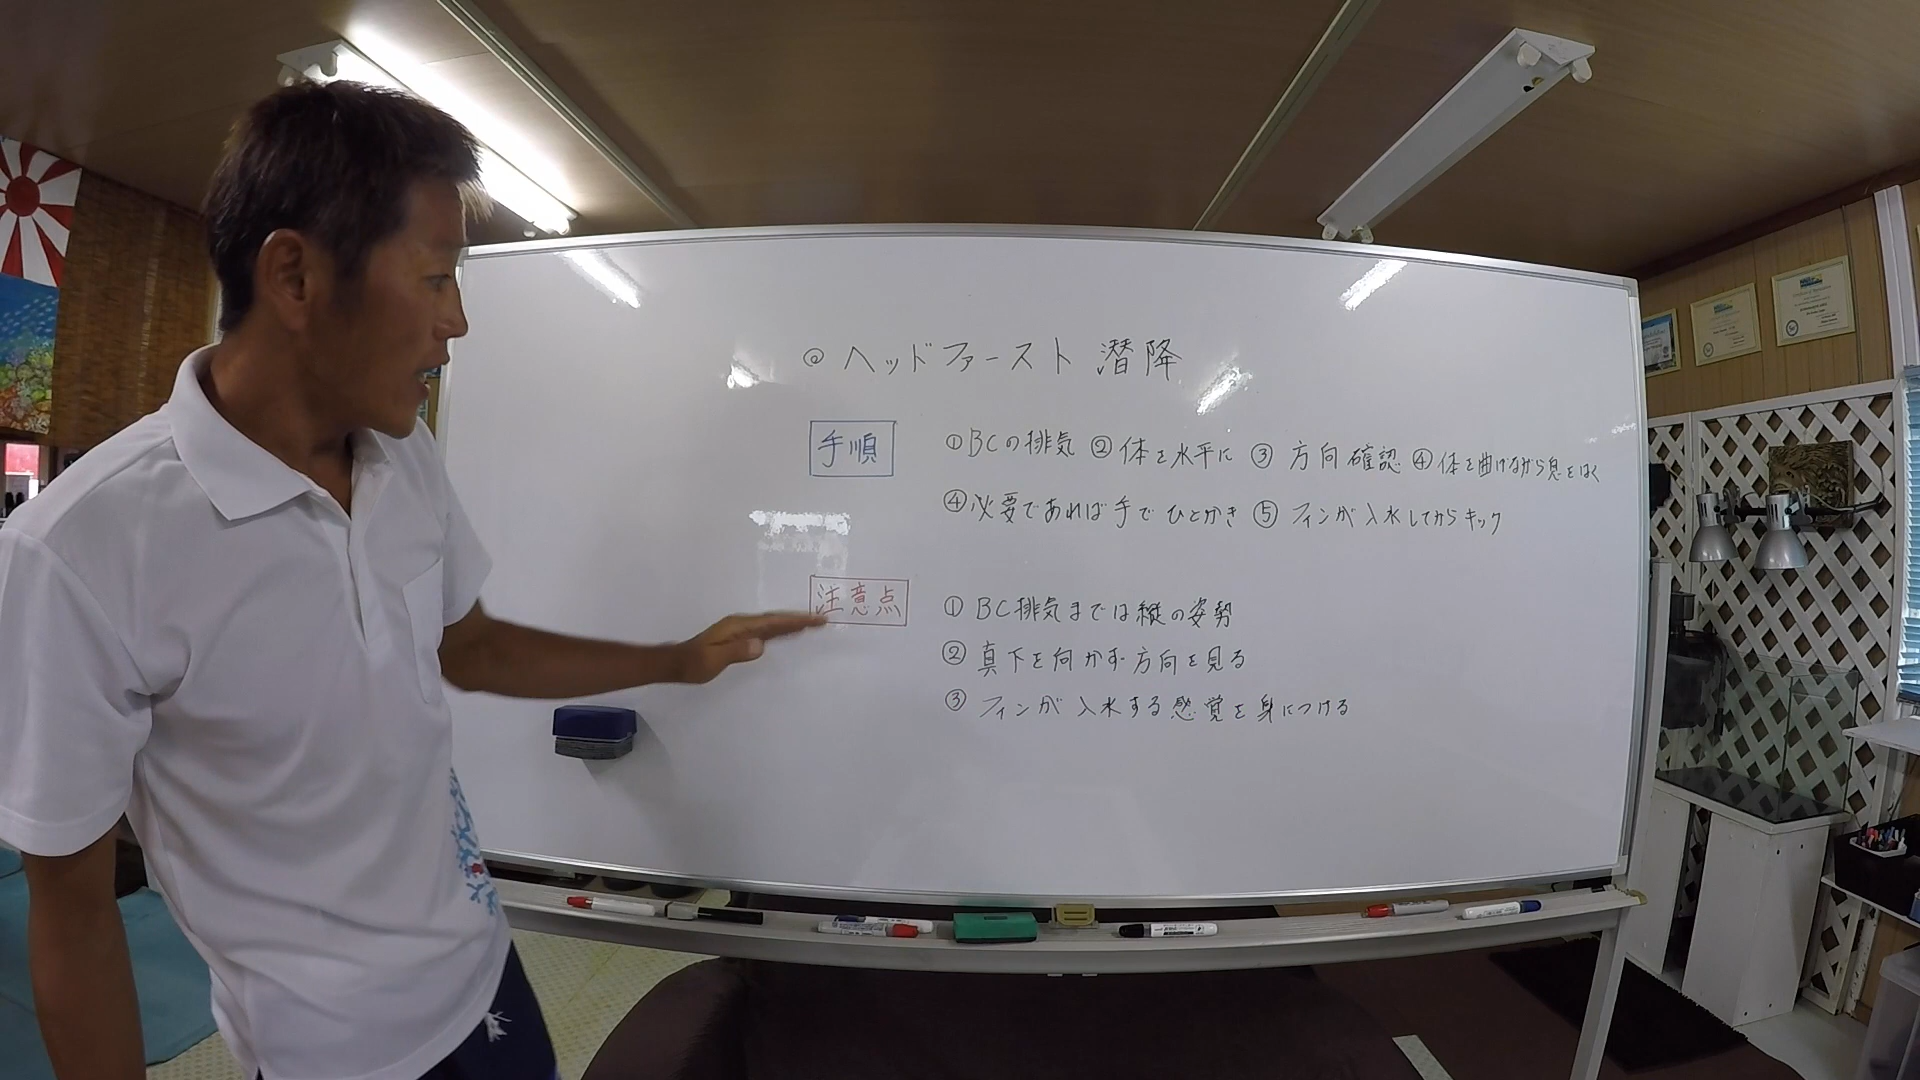 ◎ ヘッドファースト潜降
手順
①BCの排気 ②体を水平に ③方向確認 ④体を曲げながら息をはく
④必要であれば手でひとかき ⑤フィンが入水してからキック
注意点
①BC排気までは縦の姿勢
②真下を向かず方向を見る
③フィンが入水する感覚を身につける